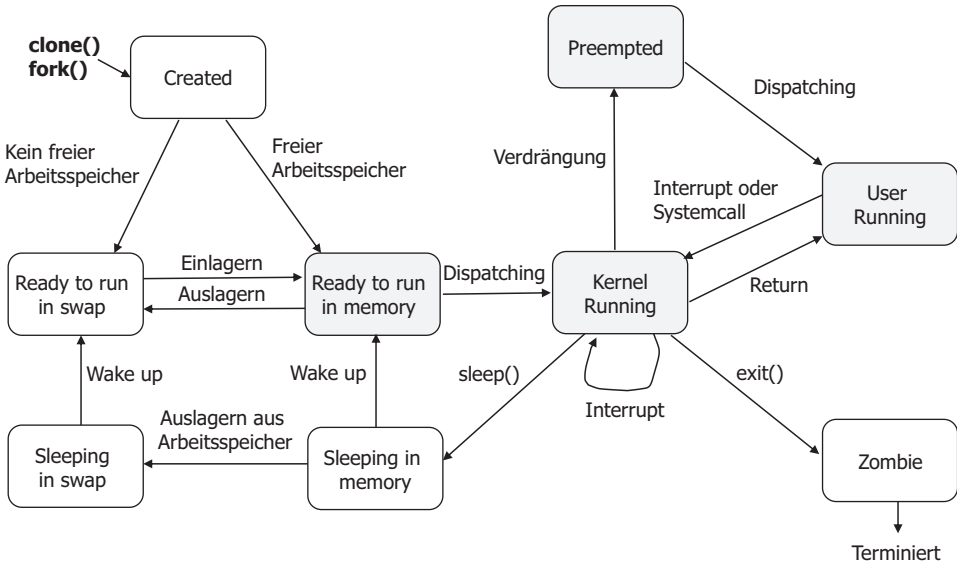 clone()
fork()
Created
Preempted
Dispatching
Kein freier
Arbeitsspeicher
Freier
Arbeitsspeicher
Verdrängung
Interrupt oder
Systemcall
User
Running
Ready to run
in swap
Einlagern
Auslagern
Ready to run
in memory
Dispatching
Kernel
Running
Return
Wake up
Wake up
sleep()
Interrupt
exit()
Auslagern aus
Arbeitsspeicher
Sleeping
in swap
Sleeping in
memory
Zombie
Terminiert